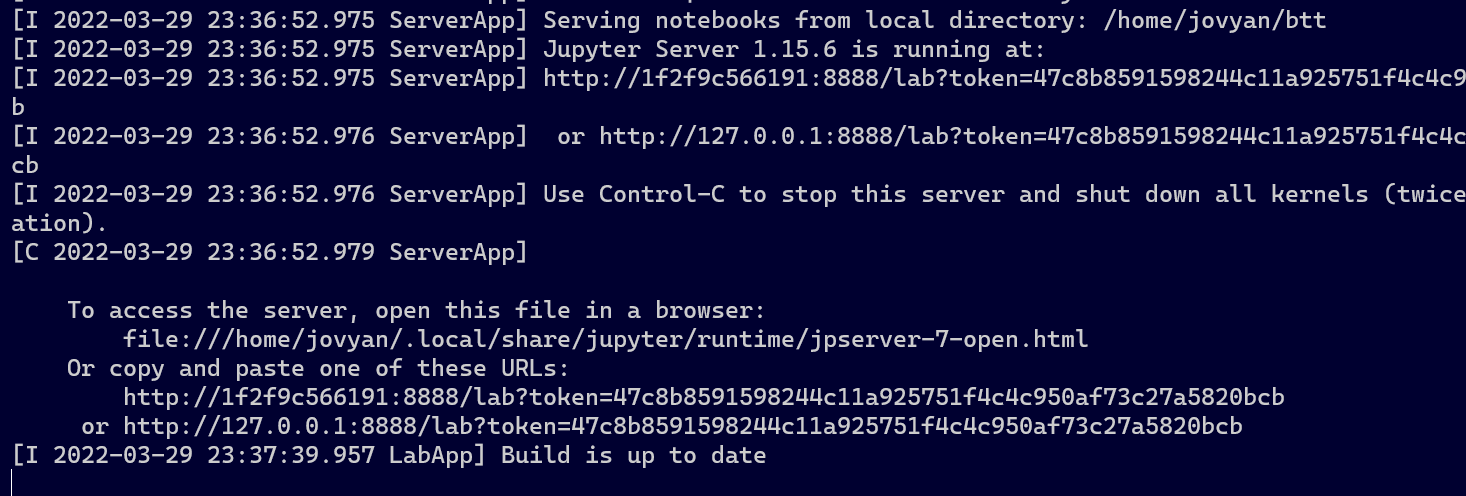 [I 2022-03-29 23:36:52.975 ServerApp] Serving notebooks from local directory: /home/jovyan/btt
[I 2022-03-29 23:36:52.975 ServerApp] Jupyter Server 1.15.6 is running at:
[I 2022-03-29 23:36:52.975 ServerApp] http://1f2f9c566191:8888/lab?token=47c8b8591598244c11a925751f4c4c9
b
[I 2022-03-29 23:36:52.976 ServerApp]  or http://127.0.0.1:8888/lab?token=47c8b8591598244c11a925751f4c4c
cb
[I 2022-03-29 23:36:52.976 ServerApp] Use Control-C to stop this server and shut down all kernels (twice
ation).
[C 2022-03-29 23:36:52.979 ServerApp]
To access the server, open this file in a browser:
file:///home/jovyan/.local/share/jupyter/runtime/jpserver-7-open.html
Or copy and paste one of these URLs:
http://1f2f9c566191:8888/lab?token=47c8b8591598244c11a925751f4c4c950af73c27a5820bcb
or http://127.0.0.1:8888/lab?token=47c8b8591598244c11a925751f4c4c950af73c27a5820bcb
[I 2022-03-29 23:37:39.957 LabApp] Build is up to date